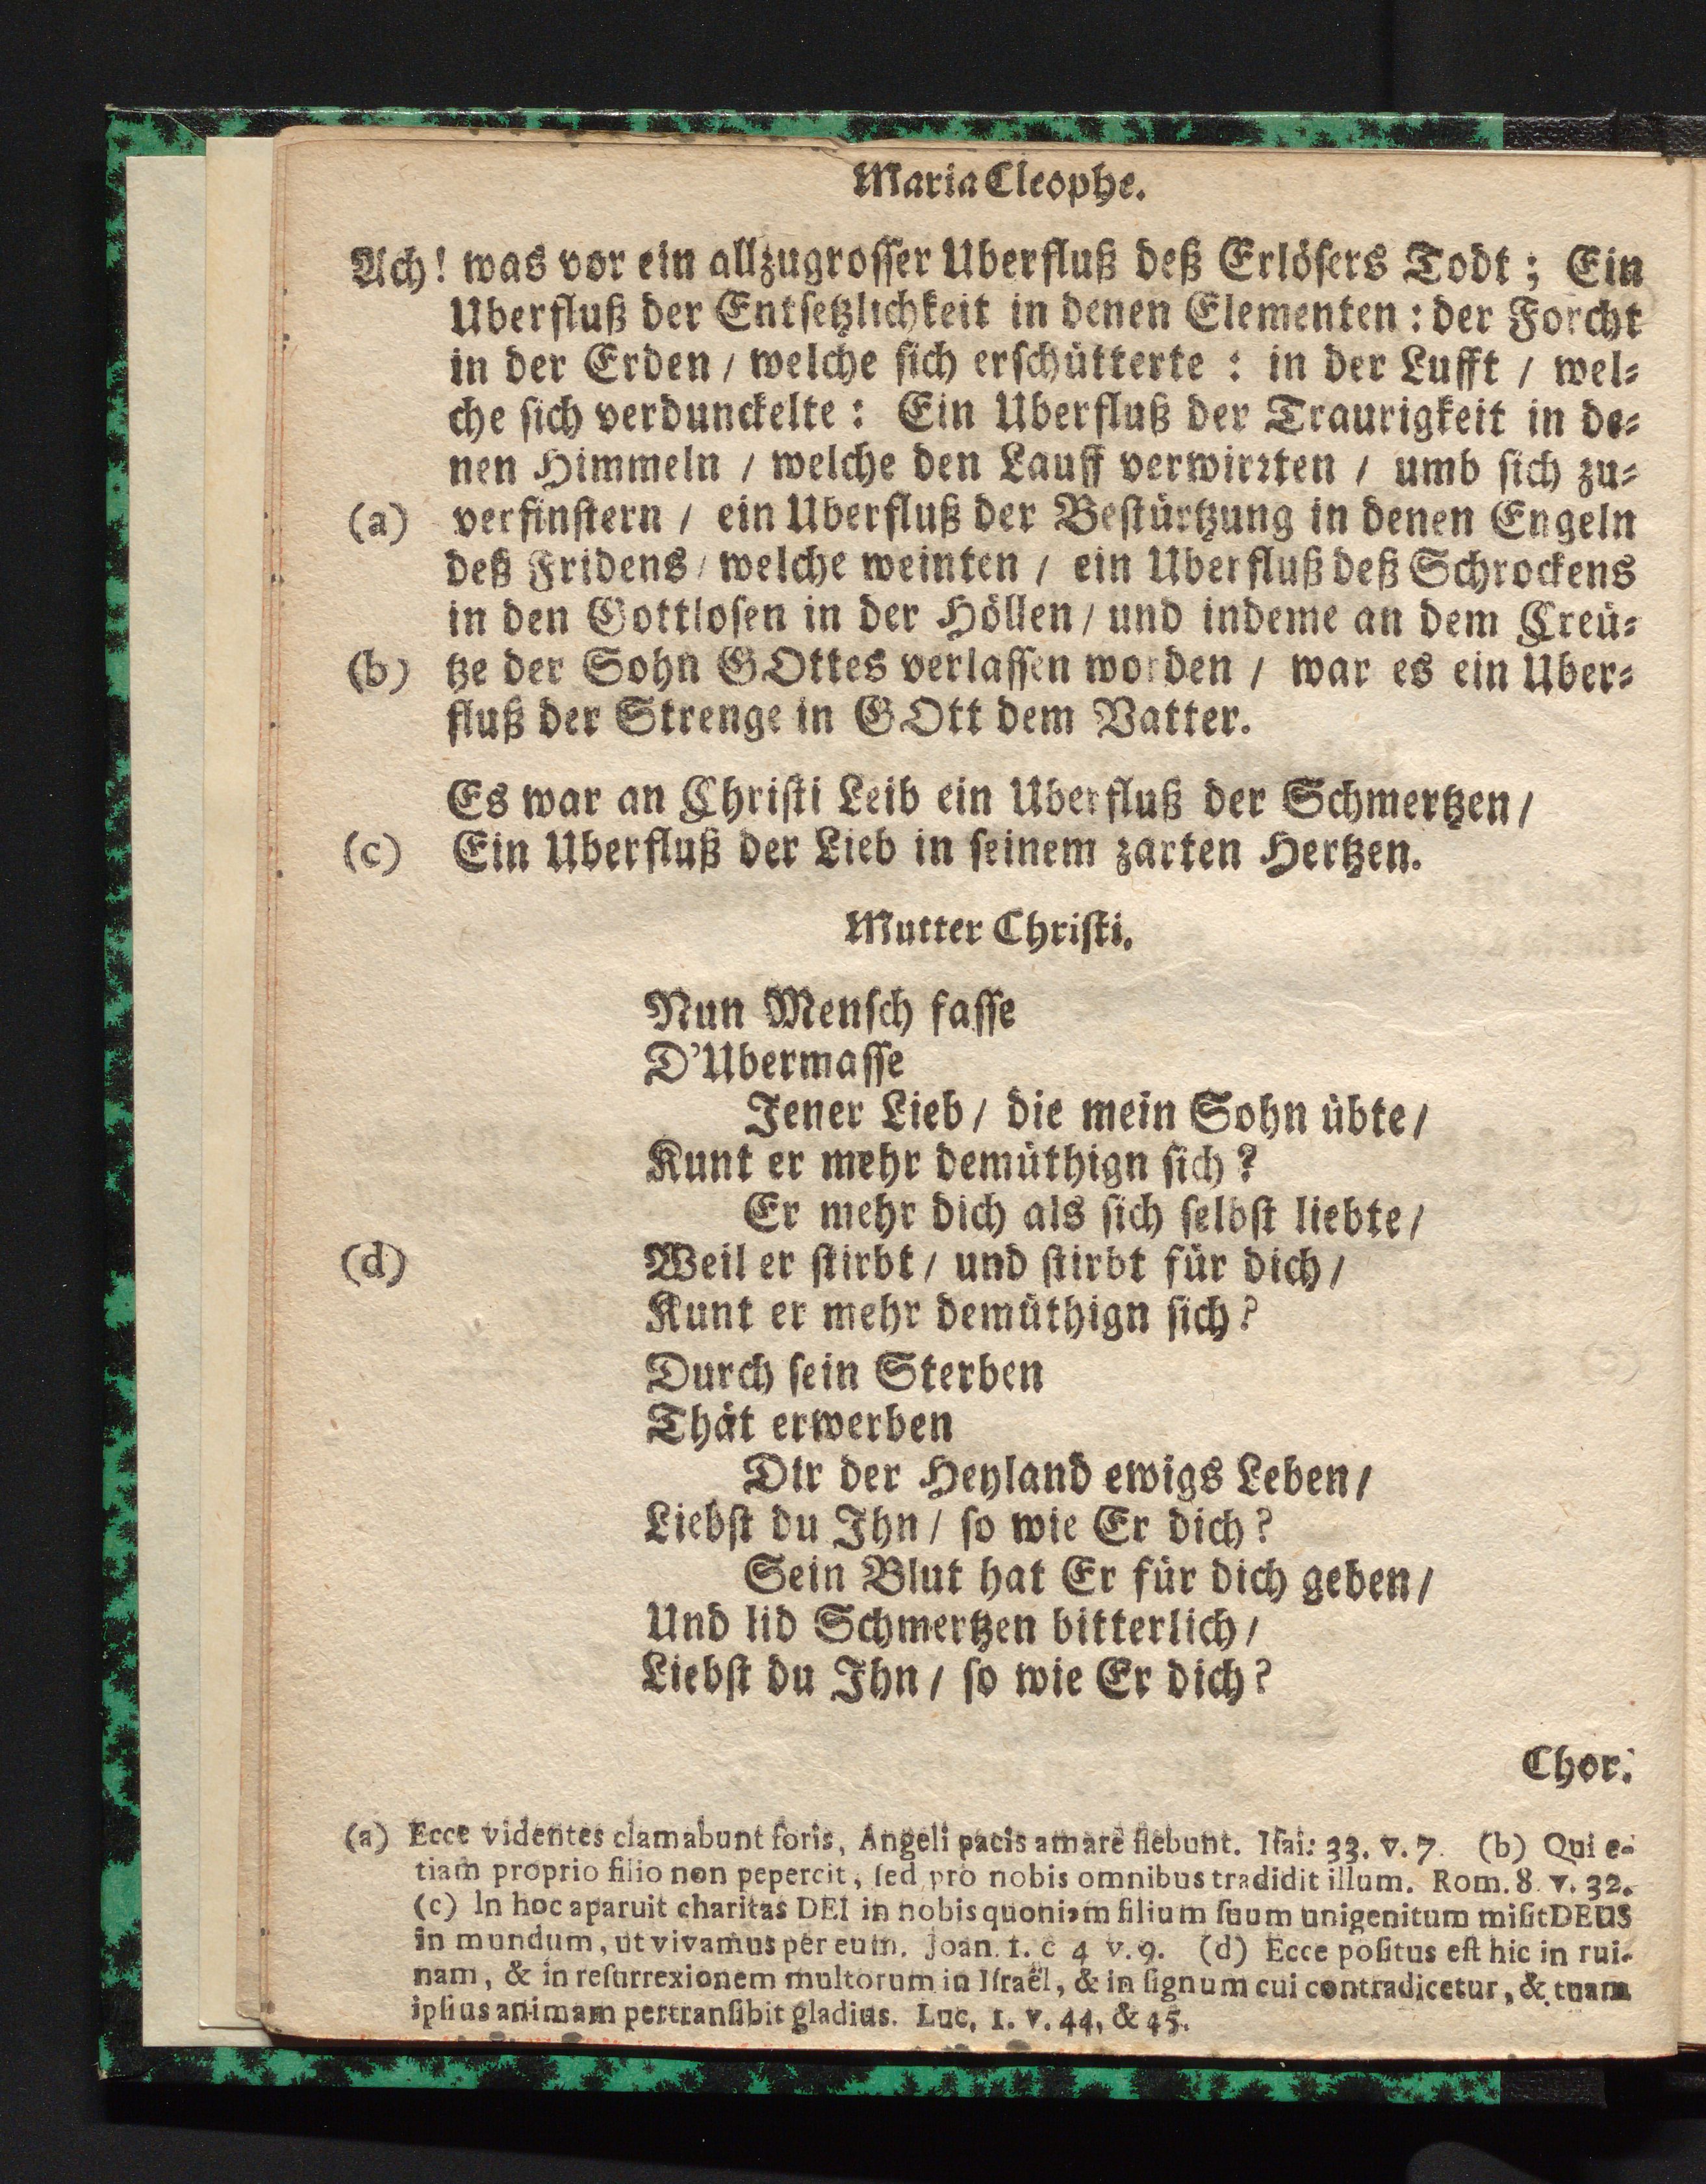 Maria Cleophe.
Ach! was vor ein allzugrosser Uberfluß deß Erlösers Todt; Ein
Uberfluß der Entsetzlichkeit in denen Elementen: der Forcht
in der Erden / welche sich erschütterte: in der Lufft / wel⸗
che sich verdunckelte: Ein Uberfluß der Traurigkeit in de⸗
nen Himmeln / welche den Lauff verwirrten / umb sich zu⸗
(a) verfinstern / ein Uberfluß der Bestürtzung in denen Engeln
deß Fridens / welche weinten / ein Uberfluß deß Schrockens
in den Gottlosen in der Höllen / und indeme an dem Creü⸗
(b) tze der Sohn GOttes verlassen worden / war es ein Uber⸗
fluß der Strenge in GOtt dem Vatter.
Es war an Christi Leib ein Uberfluß der Schmertzen /
(c) Ein Uberfluß der Lieb in seinem zarten Hertzen.
Mutter Christi.
Nun Mensch fasse
D'Ubermasse
Jener Lieb / die mein Sohn übte /
Kunt er mehr demüthign sich?
Er mehr dich als sich selbst liebte /
(d) Weil er stirbt / und stirbt für dich /
Kunt er mehr demüthign sich?
Durch sein Sterben
Thät erwerben
Dir der Heyland ewigs Leben /
Liebst du Ihn / so wie Er dich?
Sein Blut hat Er für dich geben /
Und lid Schmertzen bitterlich /
Liebst du Ihn / so wie Er dich?
Chor.
(a) Ecce videntes clamabunt foris, Angeli pacis amarè flebunt. Isai: 33. v. 7. (b) Qui e-
tiam proprio filio non pepercit, sed pro nobis omnibus tradidit illum. Rom. 8. v. 32.
(c) In hoc aparuit charitas DEI in nobis quoniam filium suum unigenitum misit DEUS
in mundum, ut vivamus per eum. Joan. 1. c 4 v. 9. (d) Ecce positus est hic in rui-
nam, & in resurrexionem multorum in Israël, & in signum cui contradicetur, & tuam
ipsius animam pertransibit gladius. Luc, 1. v. 44, & 45.